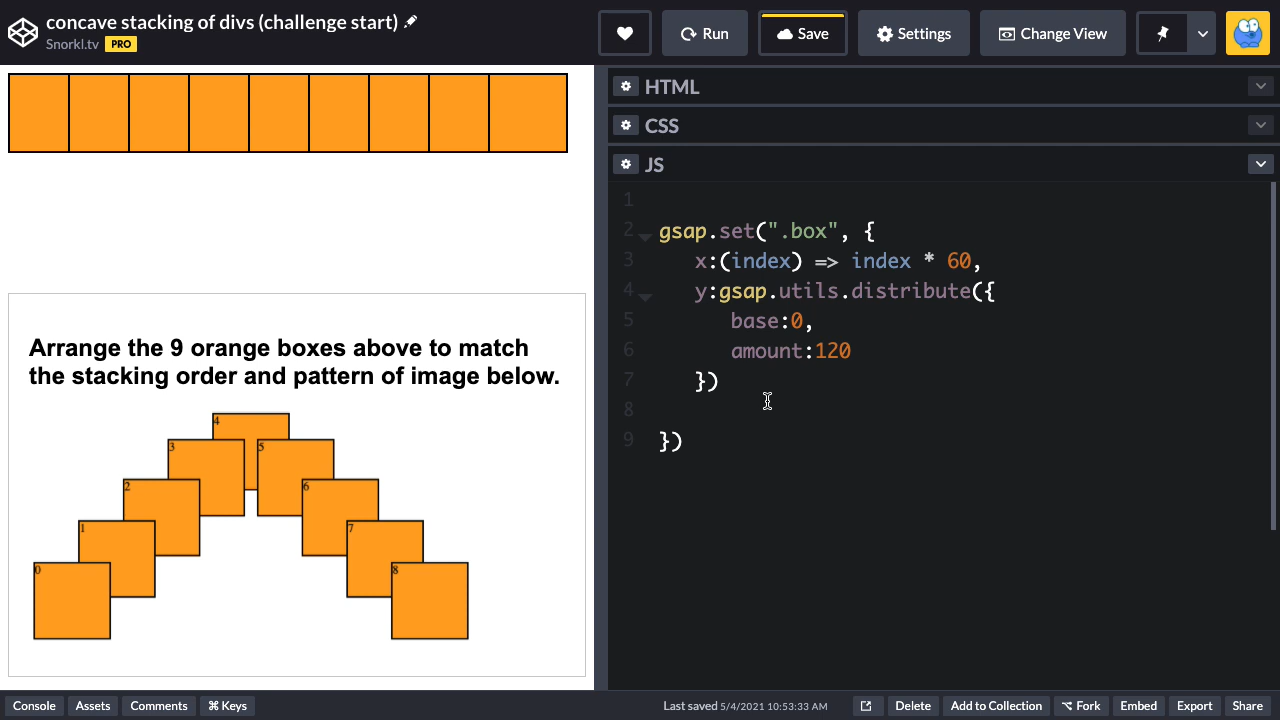 concave stacking of divs (challenge start)
Snorkl.tv PRO
Run
Save
Settings
Change View
HTML
CSS
JS
1
2 gsap.set(".box", {
3 x:(index) => index * 60,
4 y:gsap.utils.distribute({
5 base:0,
6 amount:120
7 })
8
9 })
Arrange the 9 orange boxes above to match
the stacking order and pattern of image below.
4
3 5
2 6
1 7
0 8
Console Assets Comments ⌘ Keys Last saved 5/4/2021 10:53:33 AM Delete Add to Collection ⌥ Fork Embed Export Share